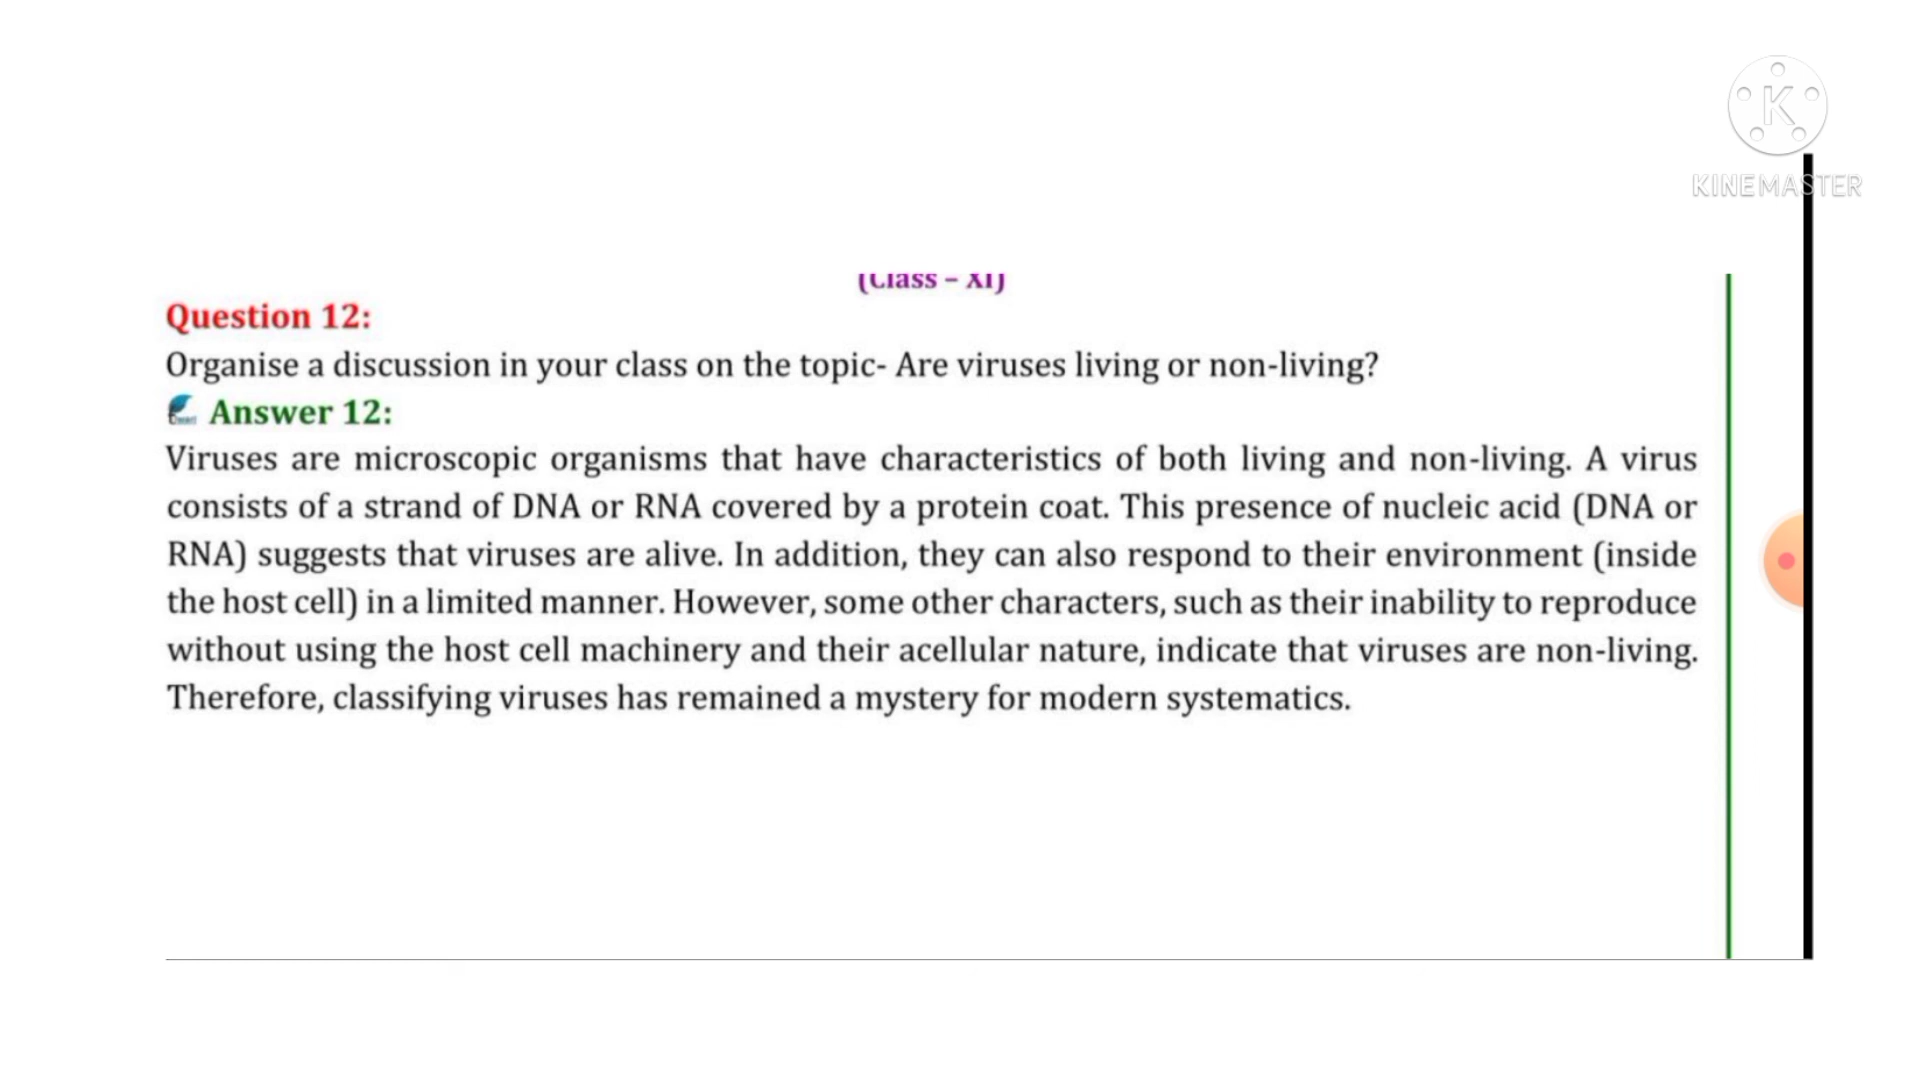 K
KINEMASTER
(Class – XI)
Question 12:
Organise a discussion in your class on the topic- Are viruses living or non-living?
Answer 12:
Viruses are microscopic organisms that have characteristics of both living and non-living. A virus
consists of a strand of DNA or RNA covered by a protein coat. This presence of nucleic acid (DNA or
RNA) suggests that viruses are alive. In addition, they can also respond to their environment (inside
the host cell) in a limited manner. However, some other characters, such as their inability to reproduce
without using the host cell machinery and their acellular nature, indicate that viruses are non-living.
Therefore, classifying viruses has remained a mystery for modern systematics.